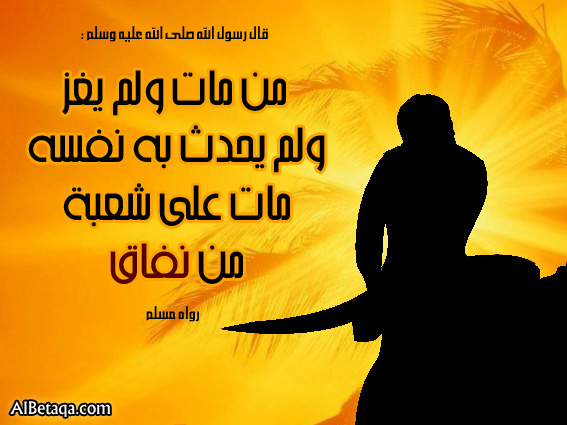 قال رسول الله صلى الله عليه وسلم :
من مات ولم يغز
ولم يحدث به نفسه
مات على شعبة
من نفاق
رواه مسلم
AlBetaqa.com